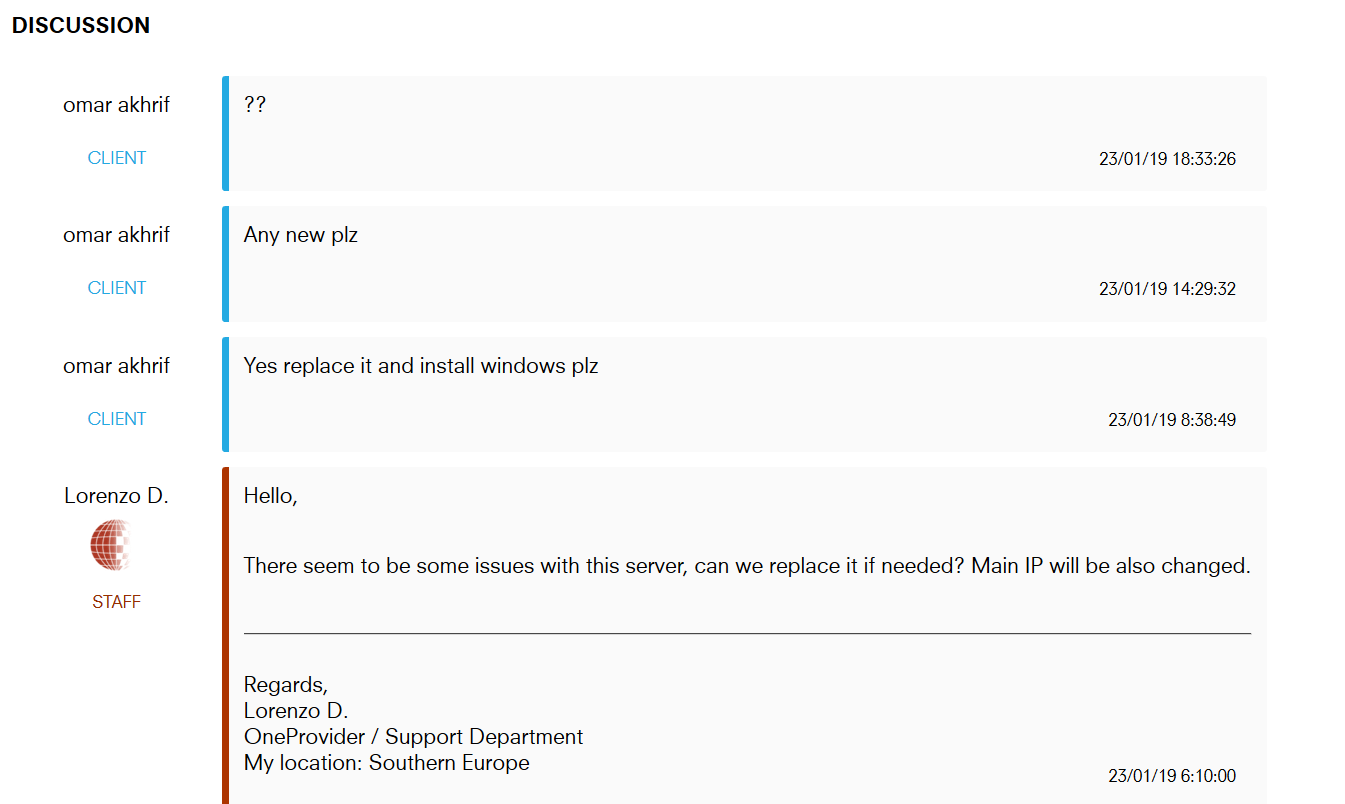 DISCUSSION
omar akhrif
CLIENT
??
23/01/19 18:33:26
omar akhrif
CLIENT
Any new plz
23/01/19 14:29:32
omar akhrif
CLIENT
Yes replace it and install windows plz
23/01/19 8:38:49
Lorenzo D.
STAFF
Hello,
There seem to be some issues with this server, can we replace it if needed? Main IP will be also changed.
Regards,
Lorenzo D.
OneProvider / Support Department
My location: Southern Europe
23/01/19 6:10:00